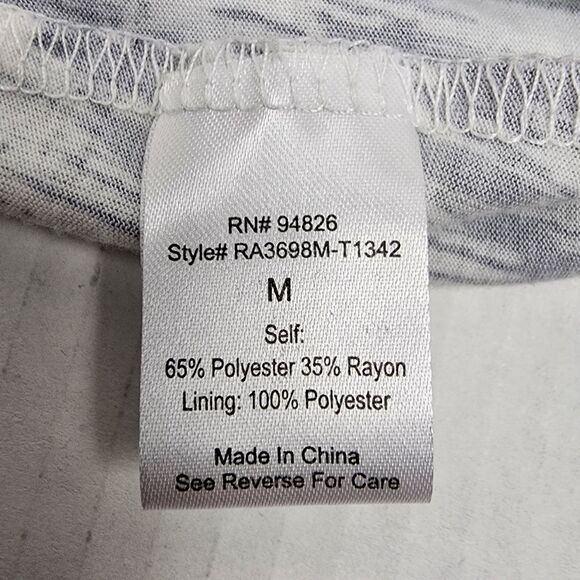 RN# 94826
Style# RA3698M-T1342
M
Self:
65% Polyester 35% Rayon
Lining: 100% Polyester
Made In China
See Reverse For Care